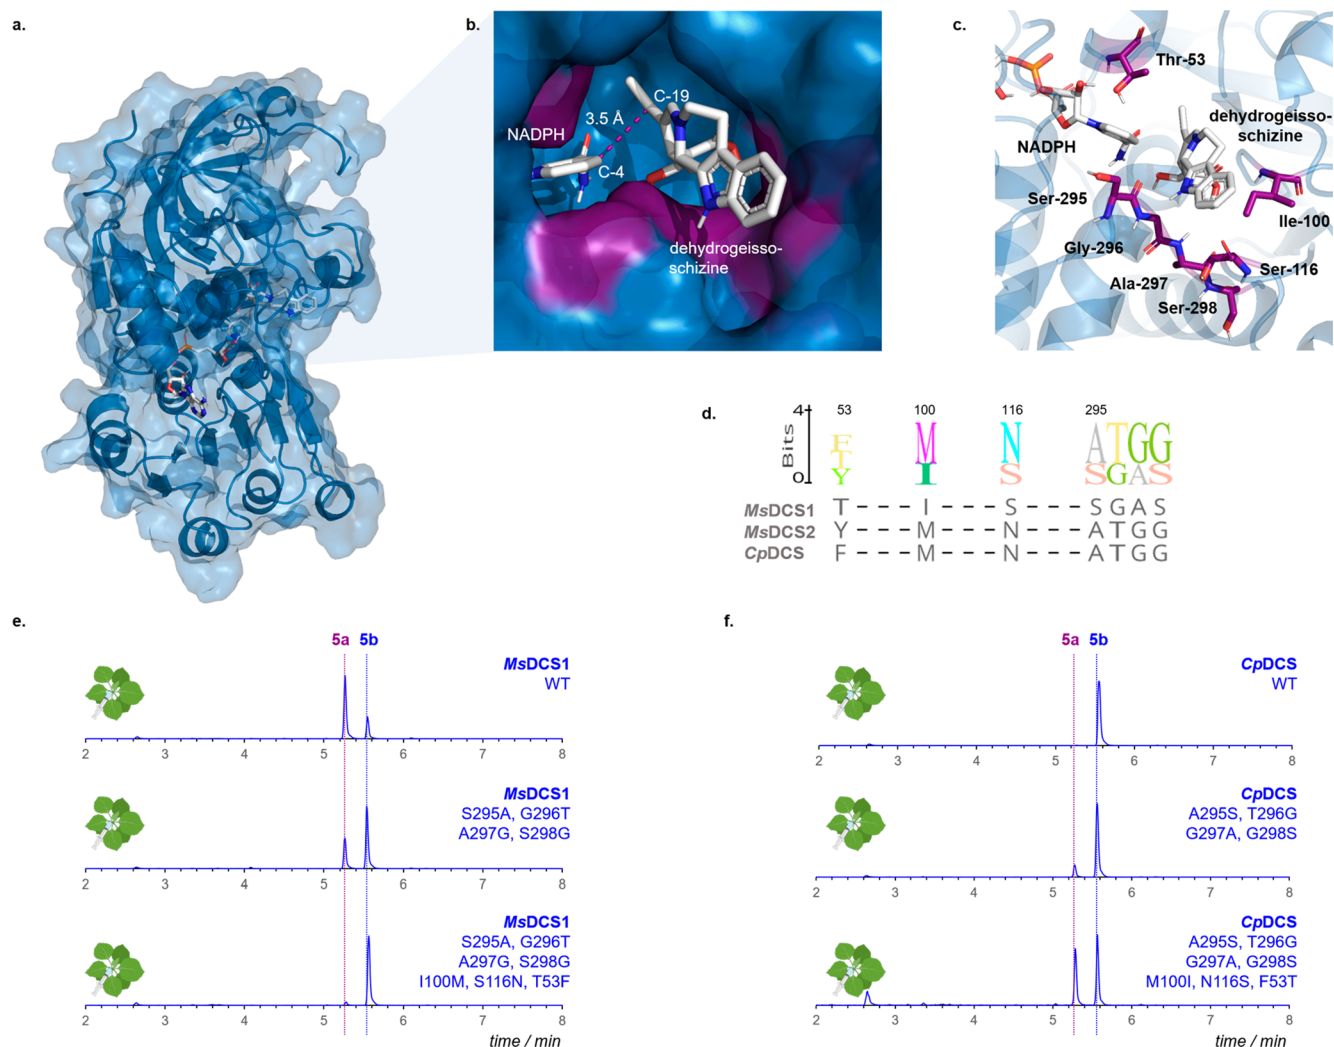 a.
b.
C-19
3.5 Å
NADPH
C-4
dehydrogeisso-
schizine
c.
Thr-53
dehydrogeisso-
schizine
NADPH
Ser-295
Ile-100
Gly-296
Ser-116
Ala-297
Ser-298
d.
4
Bits
0
53 100 116 295
F T Y
M I
N S
A T G G
S G A S
MsDCS1 T - - - - I - - - - S - - - - S G A S
MsDCS2 Y - - - - M - - - - N - - - - A T G G
CpDCS F - - - - M - - - - N - - - - A T G G
e.
5a 5b
MsDCS1
WT
2 3 4 5 6 7 8
MsDCS1
S295A, G296T
A297G, S298G
2 3 4 5 6 7 8
MsDCS1
S295A, G296T
A297G, S298G
I100M, S116N, T53F
2 3 4 5 6 7 8
time / min
f.
5a 5b
CpDCS
WT
2 3 4 5 6 7 8
CpDCS
A295S, T296G
G297A, G298S
2 3 4 5 6 7 8
CpDCS
A295S, T296G
G297A, G298S
M100I, N116S, F53T
2 3 4 5 6 7 8
time / min